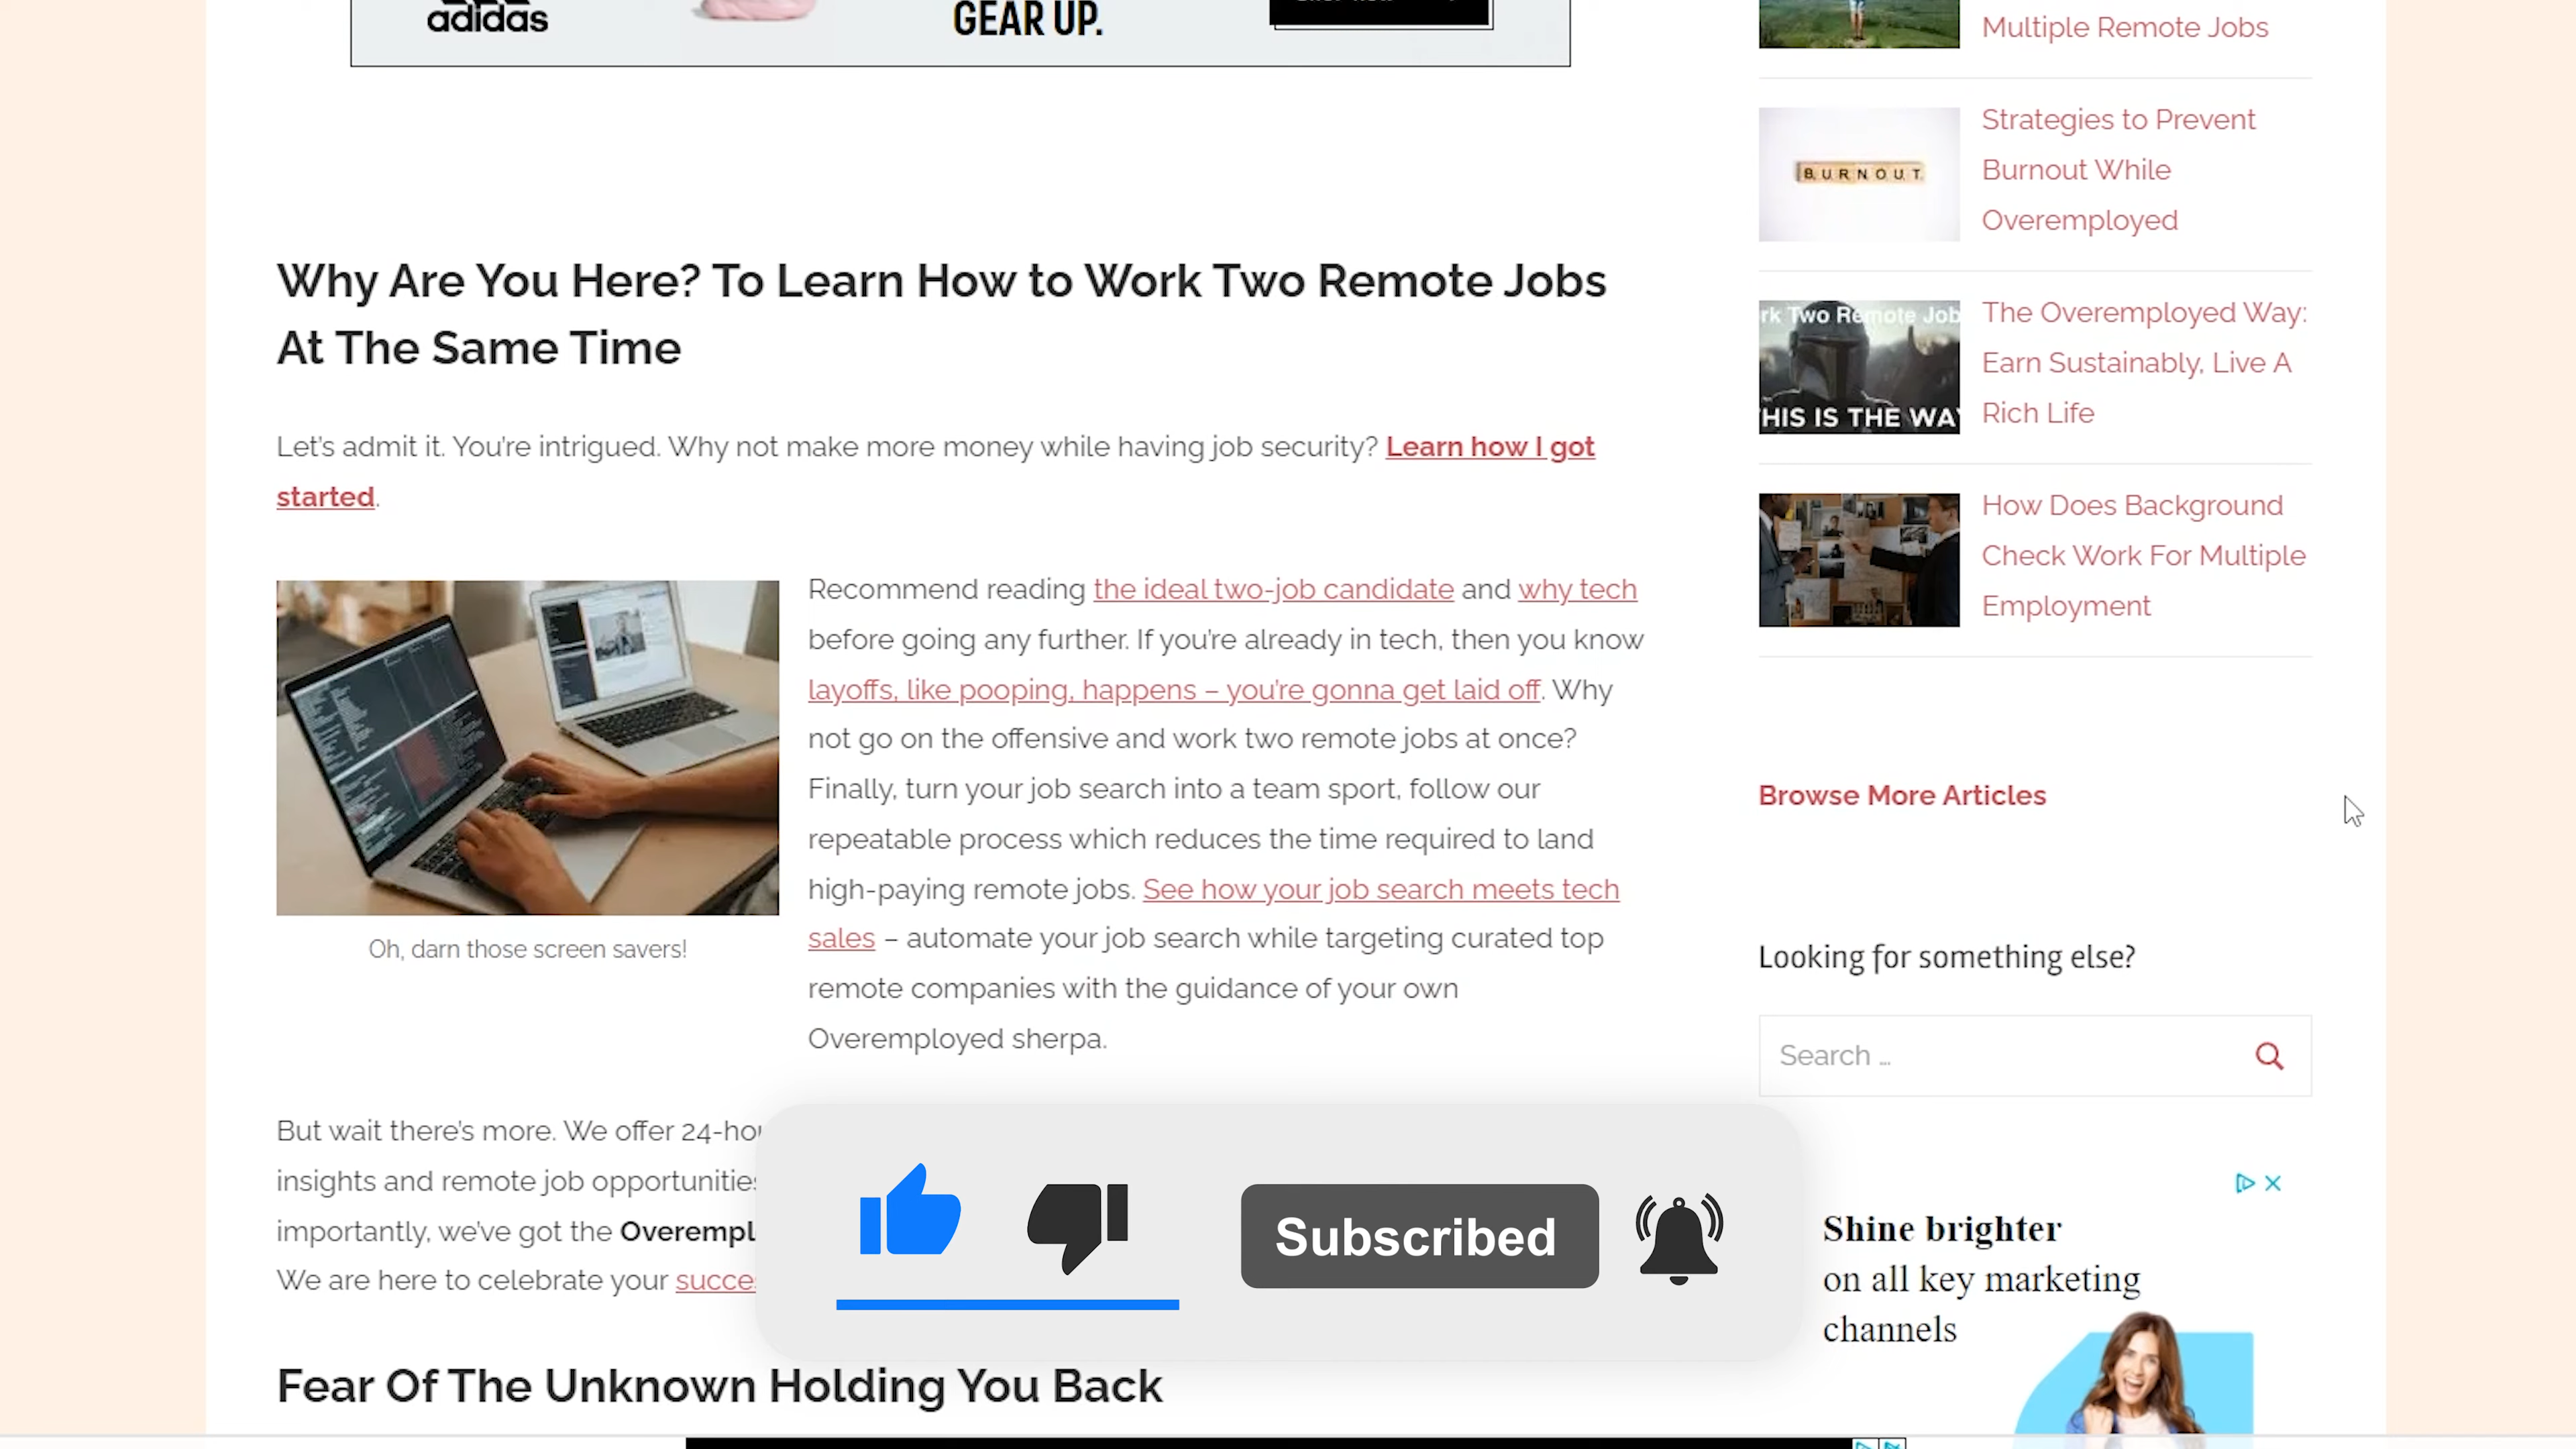 adidas
GEAR UP.
Why Are You Here? To Learn How to Work Two Remote Jobs
At The Same Time
Let's admit it. You're intrigued. Why not make more money while having job security? Learn how I got
started.
Oh, darn those screen savers!
Recommend reading the ideal two-job candidate and why tech
before going any further. If you're already in tech, then you know
layoffs, like pooping, happens – you're gonna get laid off. Why
not go on the offensive and work two remote jobs at once?
Finally, turn your job search into a team sport, follow our
repeatable process which reduces the time required to land
high-paying remote jobs. See how your job search meets tech
sales – automate your job search while targeting curated top
remote companies with the guidance of your own
Overemployed sherpa.
But wait there's more. We offer 24-hou
insights and remote job opportunities
importantly, we've got the Overempl
We are here to celebrate your succes
Subscribed
Fear Of The Unknown Holding You Back
Multiple Remote Jobs
BURNOUT
Strategies to Prevent
Burnout While
Overemployed
rk Two Remote Job
THIS IS THE WAY
The Overemployed Way:
Earn Sustainably, Live A
Rich Life
How Does Background
Check Work For Multiple
Employment
Browse More Articles
Looking for something else?
Search ...
Shine brighter
on all key marketing
channels